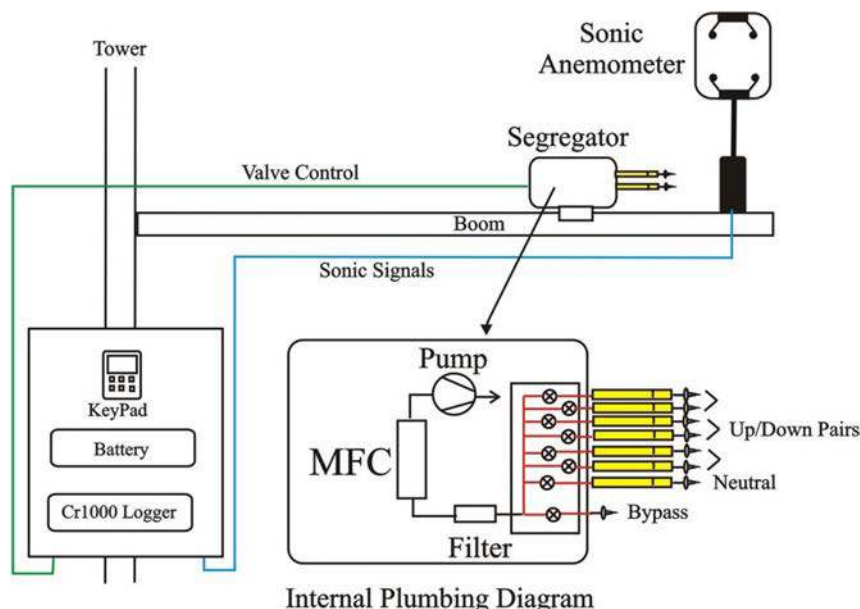 Sonic
Anemometer
Tower
Segregator
Valve Control
Boom
Sonic Signals
KeyPad
Battery
Cr1000 Logger
Pump
MFC
Filter
Up/Down Pairs
Neutral
Bypass
Internal Plumbing Diagram